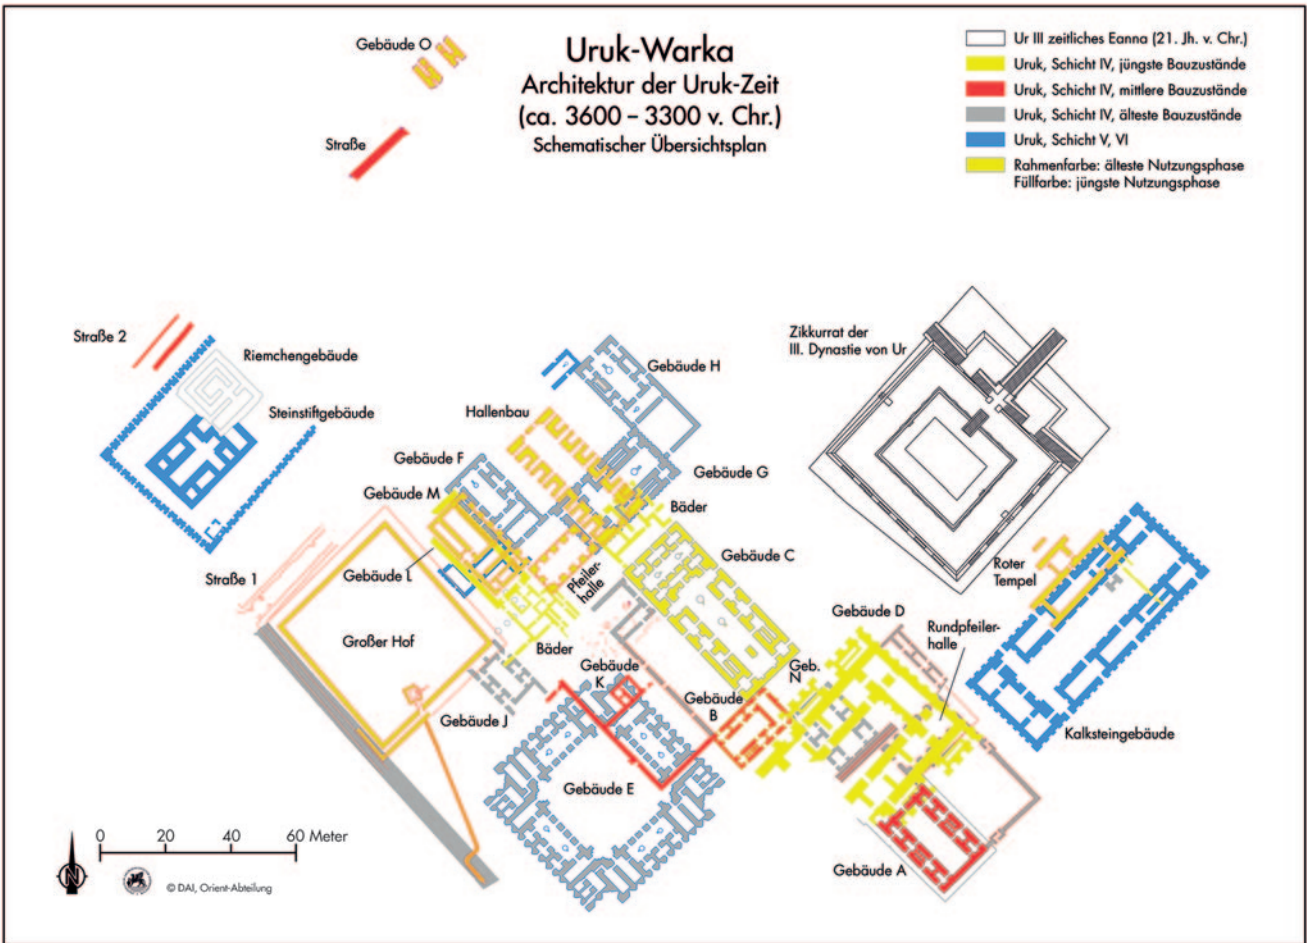 Uruk-Warka
Architektur der Uruk-Zeit
(ca. 3600 – 3300 v. Chr.)
Schematischer Übersichtsplan
Ur III zeitliches Eanna (21. Jh. v. Chr.)
Uruk, Schicht IV, jüngste Bauzustände
Uruk, Schicht IV, mittlere Bauzustände
Uruk, Schicht IV, älteste Bauzustände
Uruk, Schicht V, VI
Rahmenfarbe: älteste Nutzungsphase
Füllfarbe: jüngste Nutzungsphase
Gebäude O
Straße
Straße 2
Riemchengebäude
Steinstiftgebäude
Zikkurat der
III. Dynastie von Ur
Gebäude H
Hallenbau
Gebäude F
Gebäude G
Gebäude M
Bäder
Gebäude C
Straße 1
Gebäude L
Pfeiler-
halle
Roter
Tempel
Großer Hof
Gebäude D
Rundpfeiler-
halle
Bäder
Gebäude
K
Geb.
N
Gebäude
B
Gebäude J
Kalksteingebäude
Gebäude E
Gebäude A
0 20 40 60 Meter
N
© DAI, Orient-Abteilung